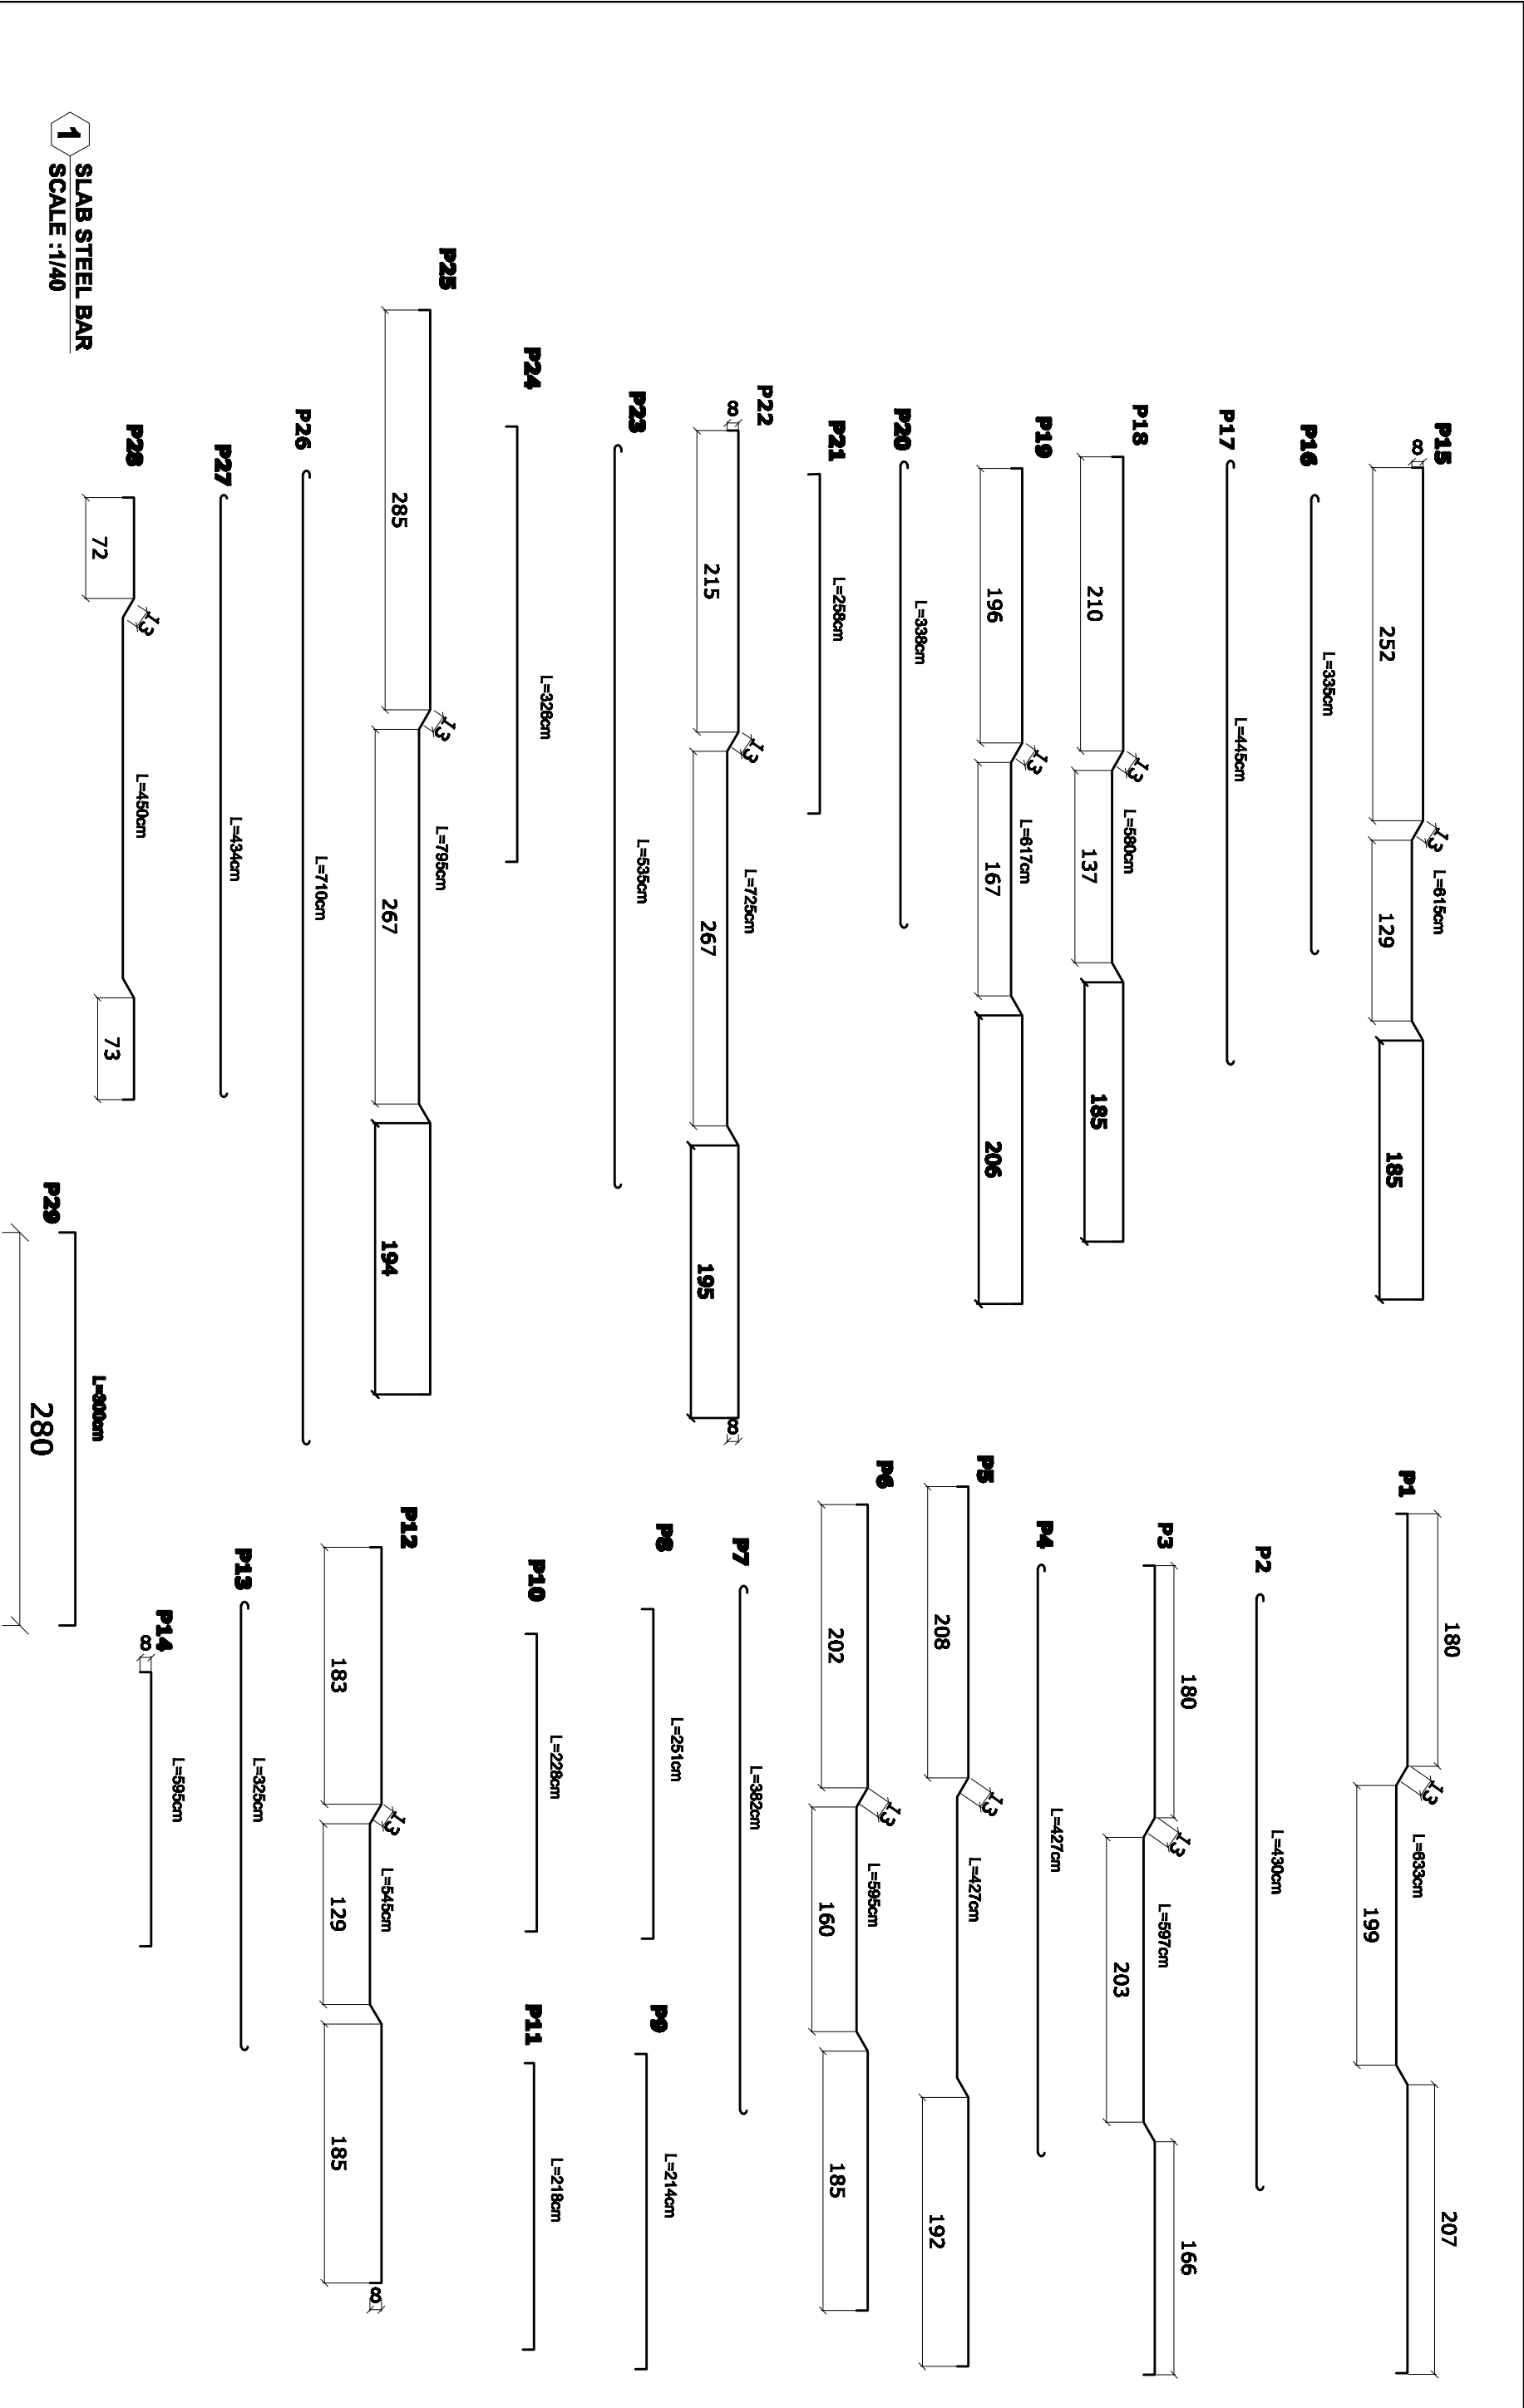 P1
180
13
L=633cm
199
207
P2
L=430cm
P3
180
13
L=597cm
203
166
P4
L=427cm
P5
208
13
L=427cm
192
P6
202
13
L=595cm
160
185
P7
L=382cm
P8
L=251cm
P9
L=214cm
P10
L=228cm
P11
L=218cm
P12
183
13
L=545cm
129
185
8
P13
L=325cm
P14
8
L=595cm
P15
8
252
13
L=615cm
129
185
P16
L=335cm
P17
L=445cm
P18
210
13
L=580cm
137
185
P19
196
13
L=617cm
167
206
P20
L=338cm
P21
L=258cm
P22
8
215
13
L=725cm
267
195
8
P23
L=535cm
P24
L=326cm
P25
285
13
L=795cm
267
194
P26
L=710cm
P27
L=434cm
P28
72
13
L=450cm
73
P29
L=300cm
280
1
SLAB STEEL BAR
SCALE :1/40